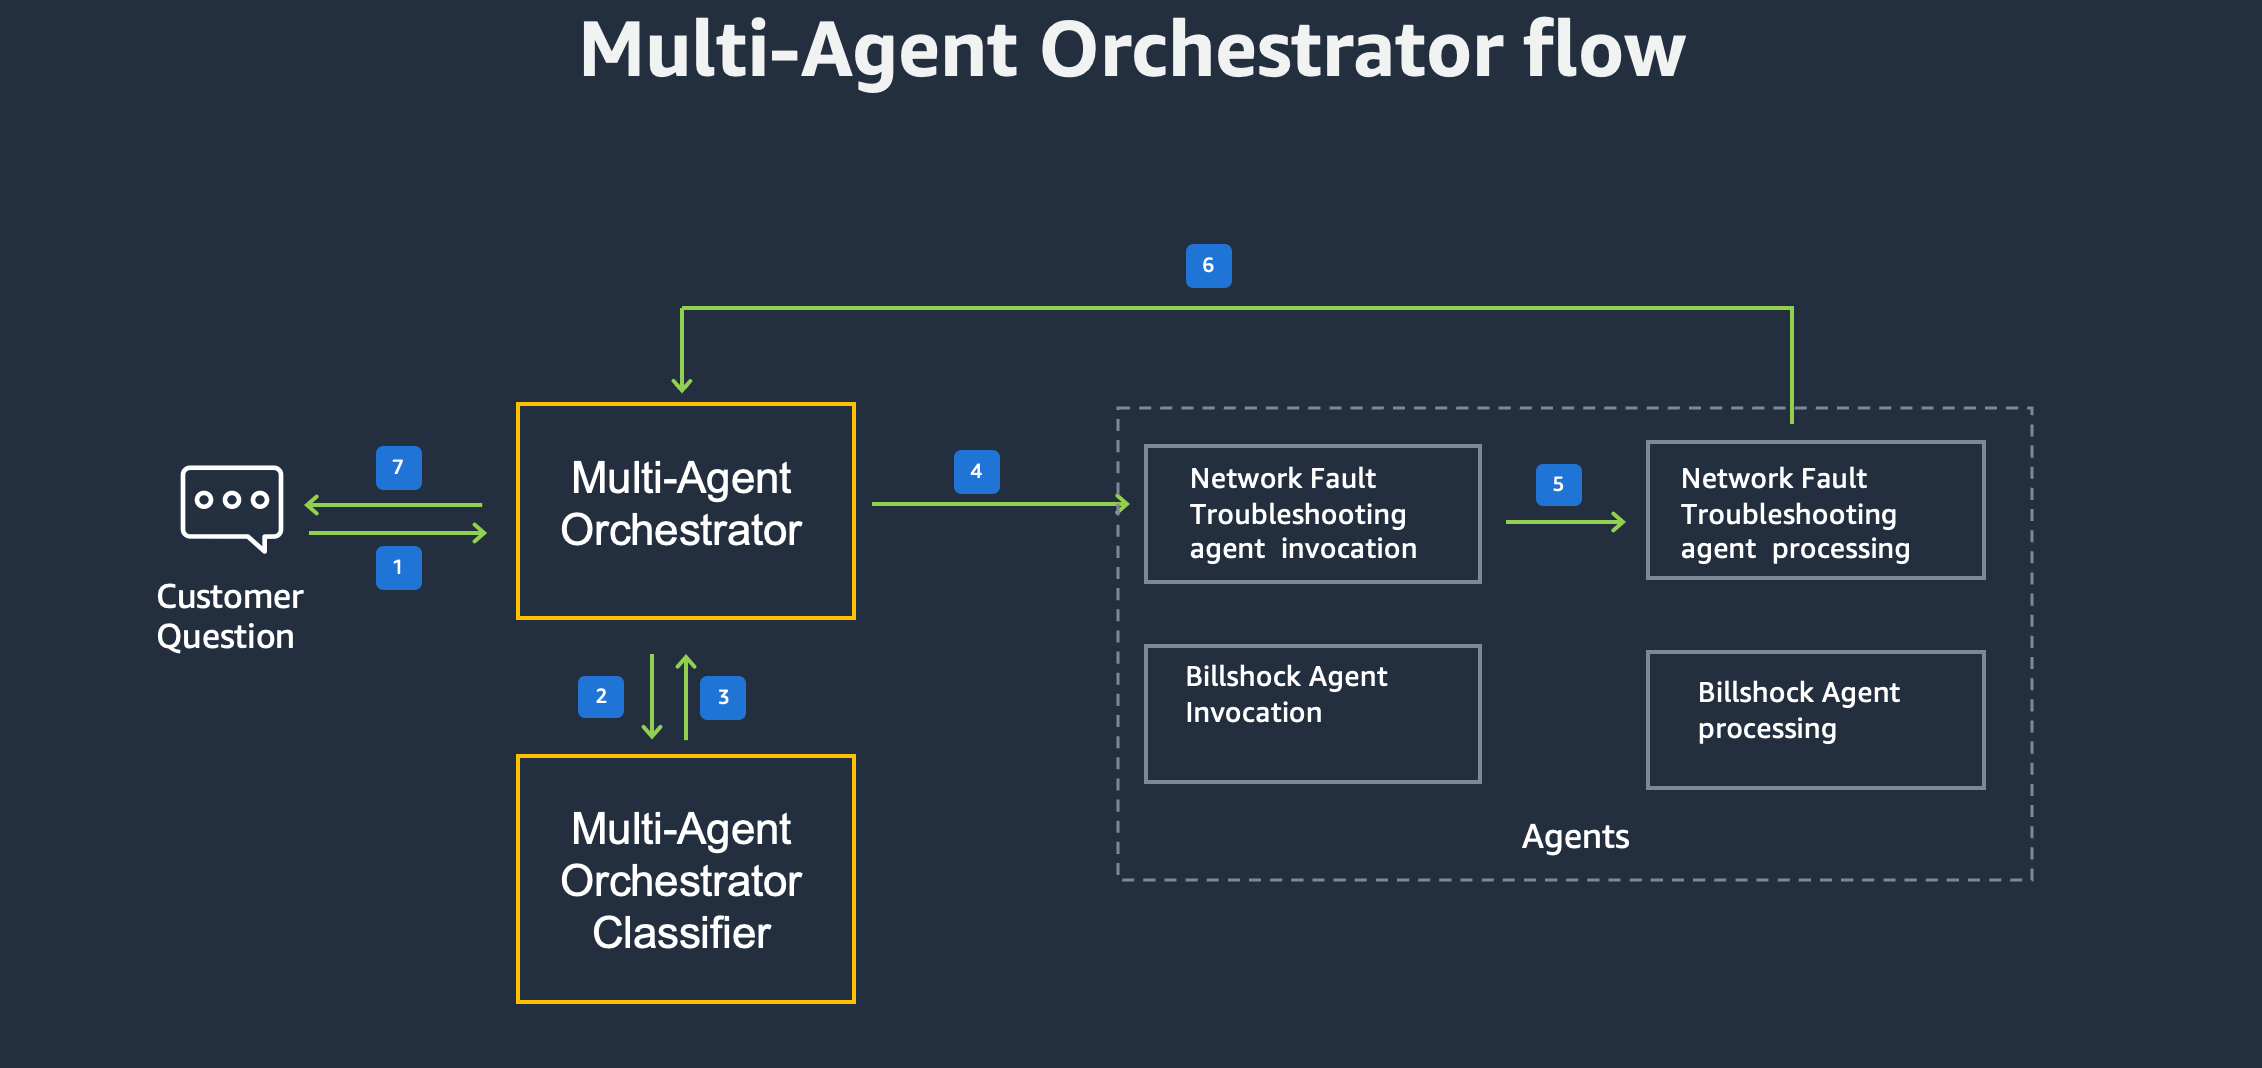 Multi-Agent Orchestrator flow
6
7
1
Customer
Question
Multi-Agent
Orchestrator
4
Network Fault
Troubleshooting
agent invocation
5
Network Fault
Troubleshooting
agent processing
2
3
Billshock Agent
Invocation
Billshock Agent
processing
Agents
Multi-Agent
Orchestrator
Classifier